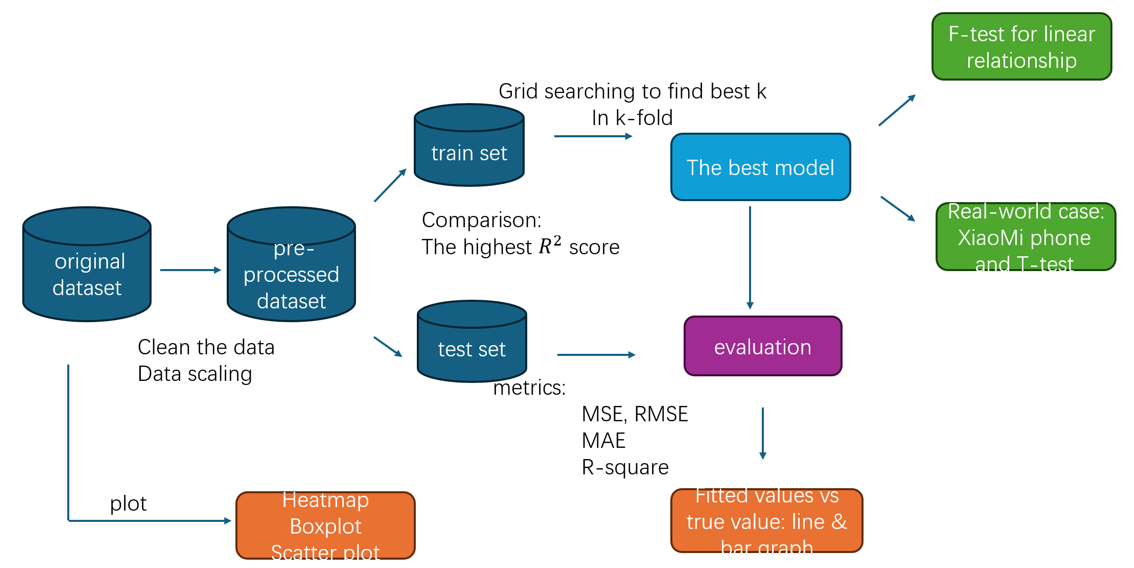 F-test for linear
relationship
Grid searching to find best k
In k-fold
train set
The best model
Comparison:
The highest R² score
Real-world case:
XiaoMi phone
and T-test
original
dataset
pre-
processed
dataset
Clean the data
Data scaling
test set
evaluation
metrics:
MSE, RMSE
MAE
R-square
plot
Heatmap
Boxplot
Scatter plot
Fitted values vs
true value: line &
bar graph